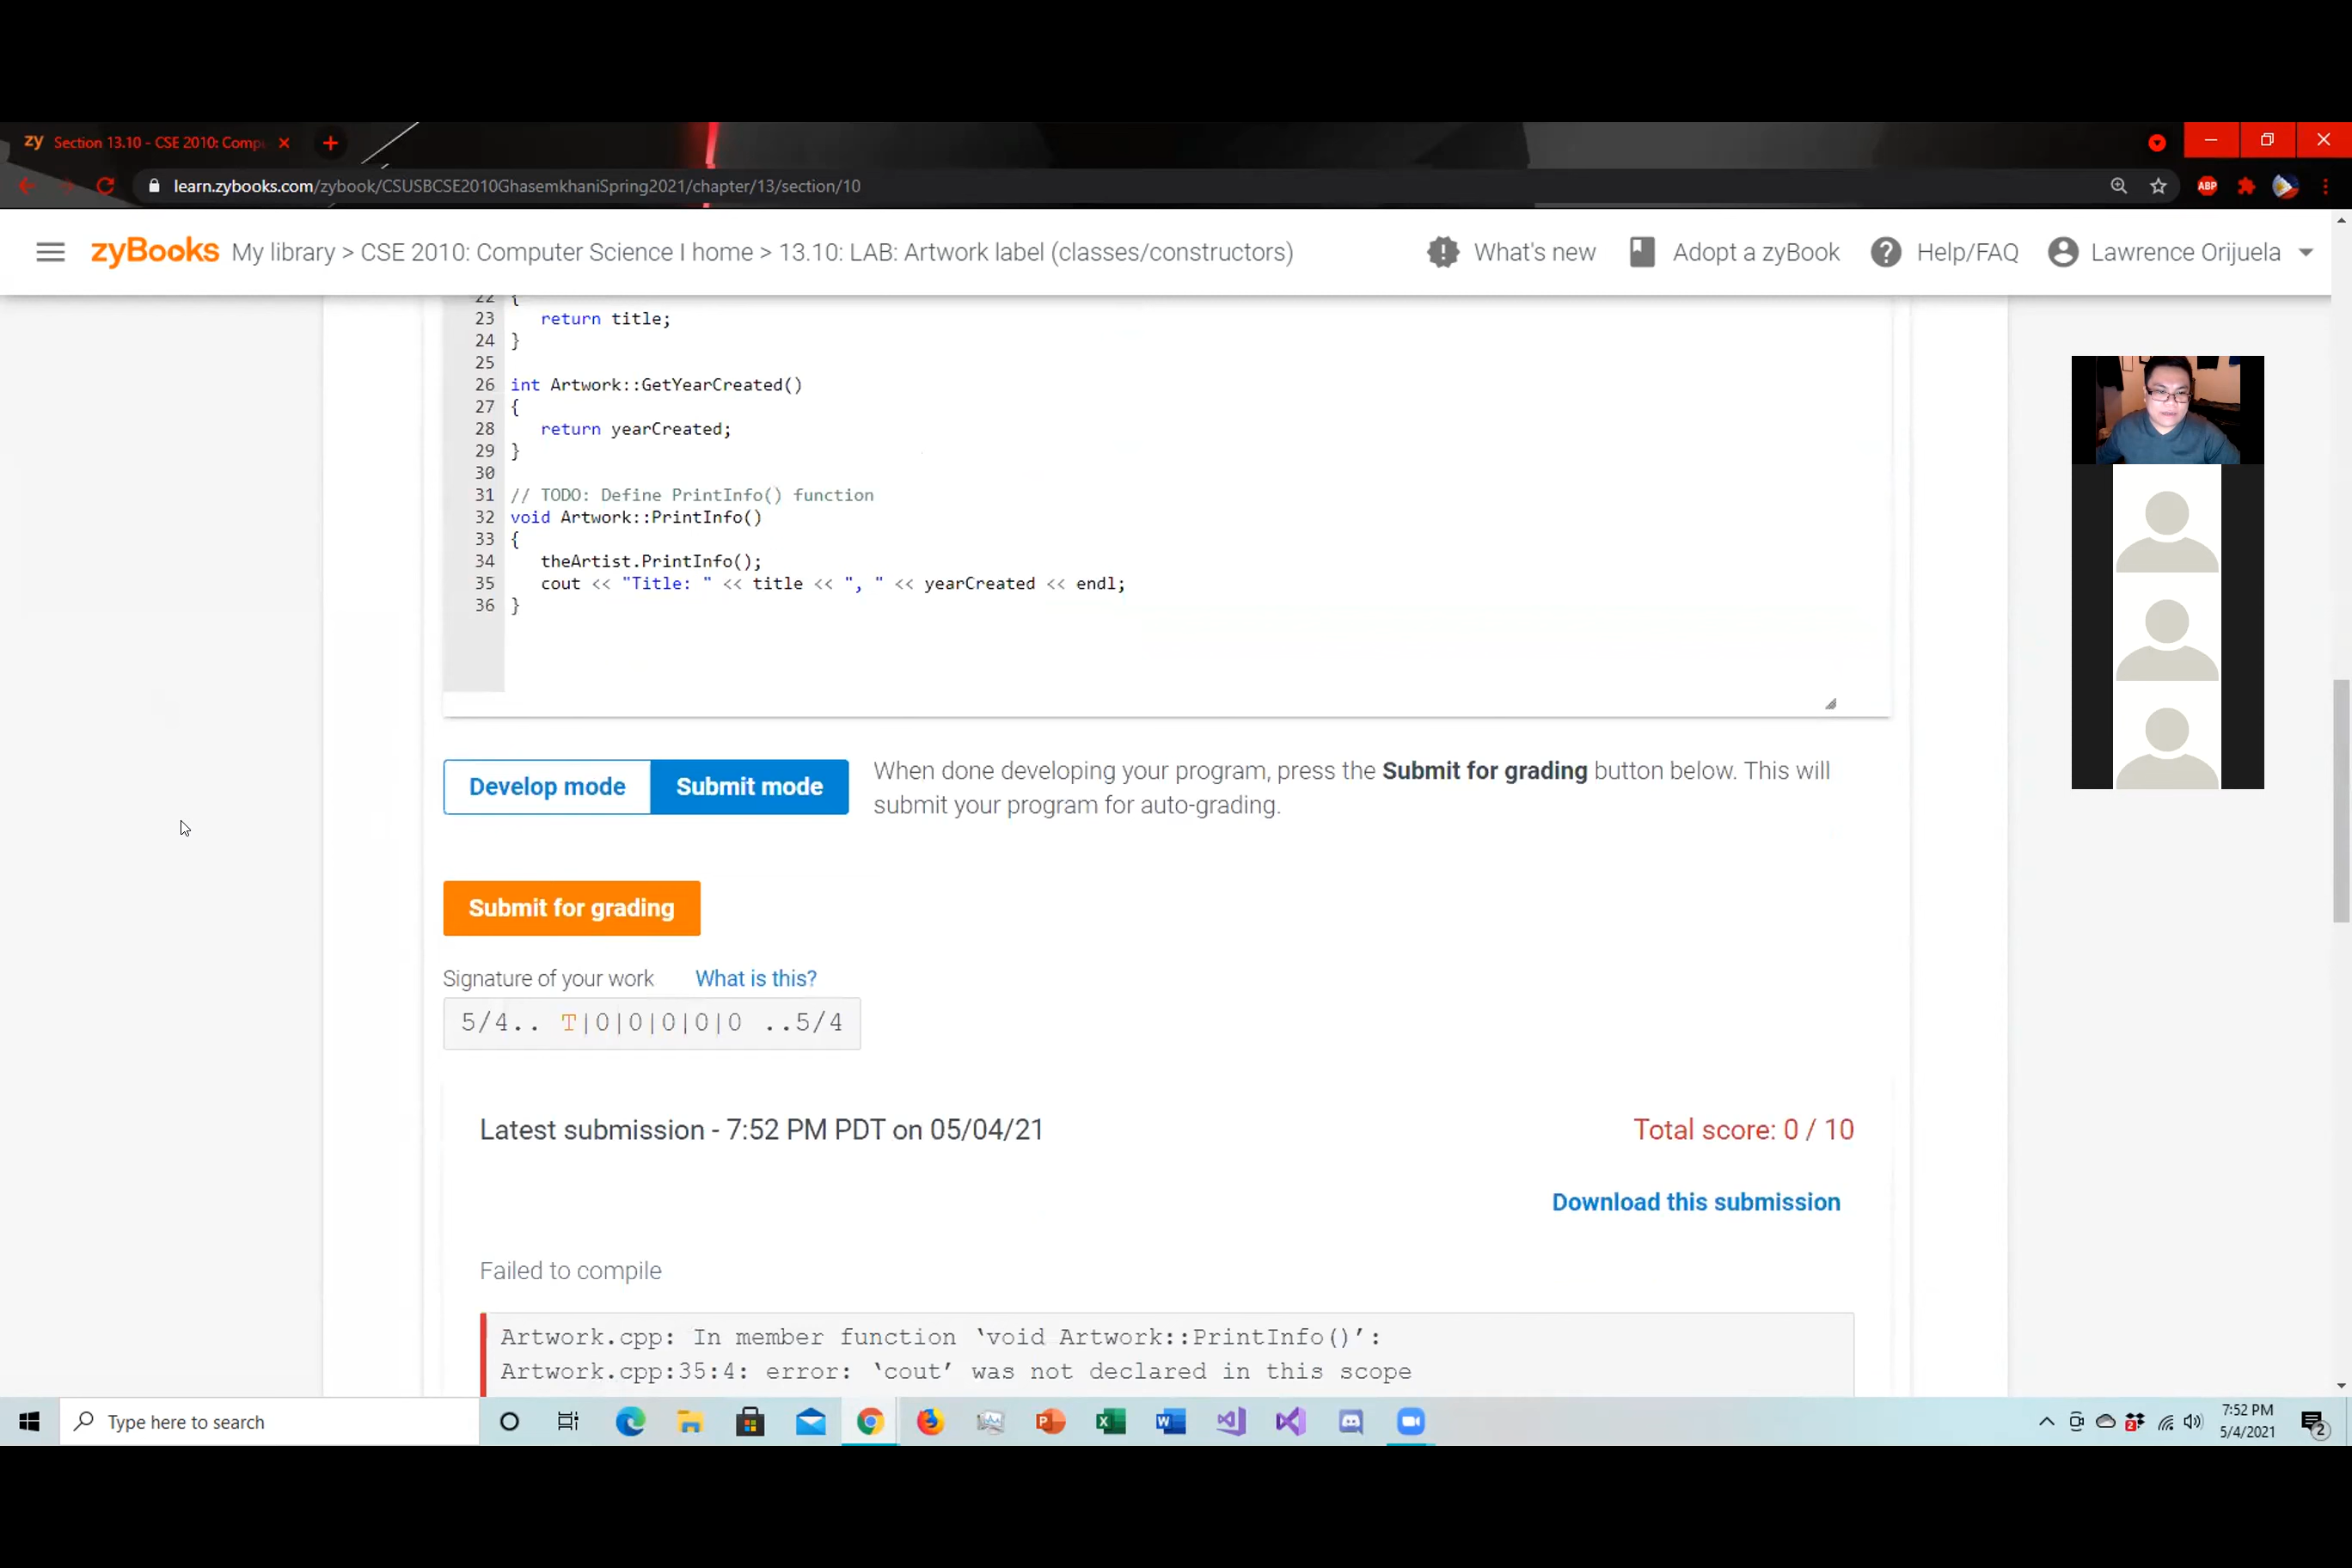 zy Section 13.10 - CSE 2010: Comp
learn.zybooks.com/zybook/CSUSBCSE2010GhasemkhaniSpring2021/chapter/13/section/10
ABP
zyBooks My library > CSE 2010: Computer Science I home > 13.10: LAB: Artwork label (classes/constructors)
What's new
Adopt a zyBook
Help/FAQ
Lawrence Orijuela
22 {
23 return title;
24 }
25
26 int Artwork::GetYearCreated()
27 {
28 return yearCreated;
29 }
30
31 // TODO: Define PrintInfo() function
32 void Artwork::PrintInfo()
33 {
34 theArtist.PrintInfo();
35 cout << "Title: " << title << ", " << yearCreated << endl;
36 }
Develop mode
Submit mode
When done developing your program, press the Submit for grading button below. This will
submit your program for auto-grading.
Submit for grading
Signature of your work What is this?
5/4.. T|0|0|0|0|0 ..5/4
Latest submission - 7:52 PM PDT on 05/04/21
Total score: 0 / 10
Download this submission
Failed to compile
Artwork.cpp: In member function ‘void Artwork::PrintInfo()’:
Artwork.cpp:35:4: error: ‘cout’ was not declared in this scope
Type here to search
7:52 PM
5/4/2021
2